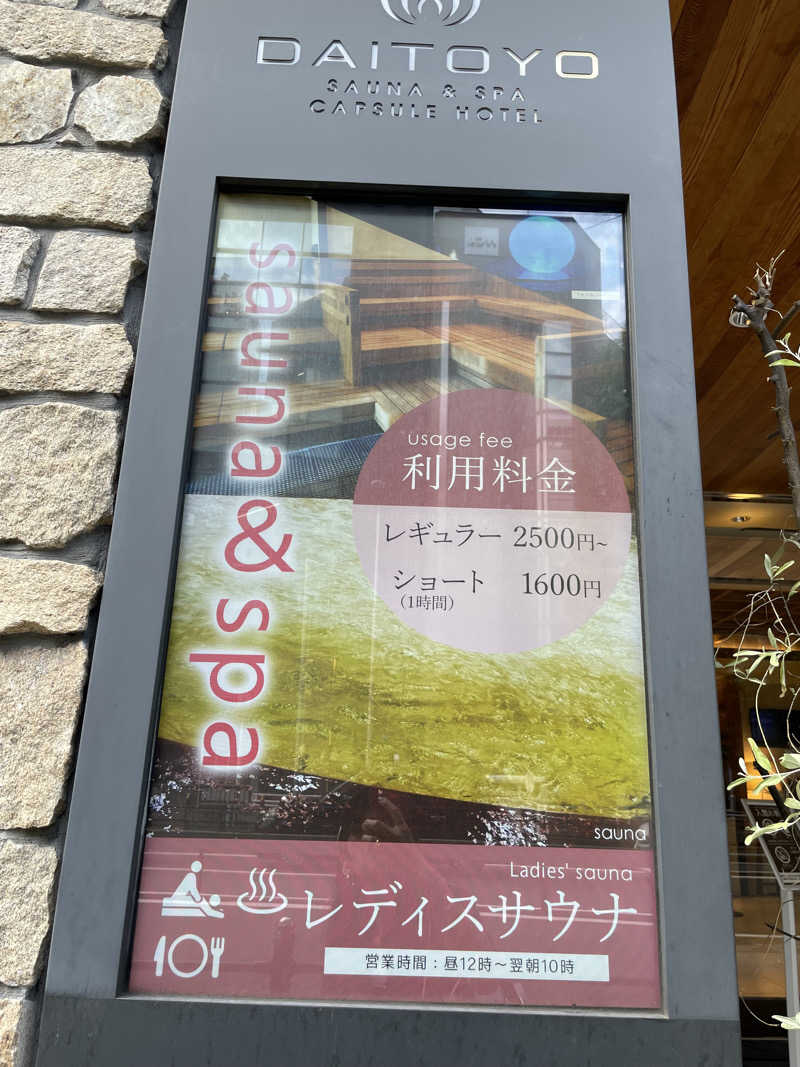 DAITOYO
SAUNA & SPA
CAPSULE HOTEL
sauna&spa
usage fee
利用料金
レギュラー 2500円~
ショート 1600円
(1時間)
sauna
Ladies' sauna
レディスサウナ
営業時間：昼12時～翌朝10時